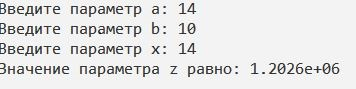 Введите параметр a: 14
Введите параметр b: 10
Введите параметр x: 14
Значение параметра z равно: 1.2026e+06